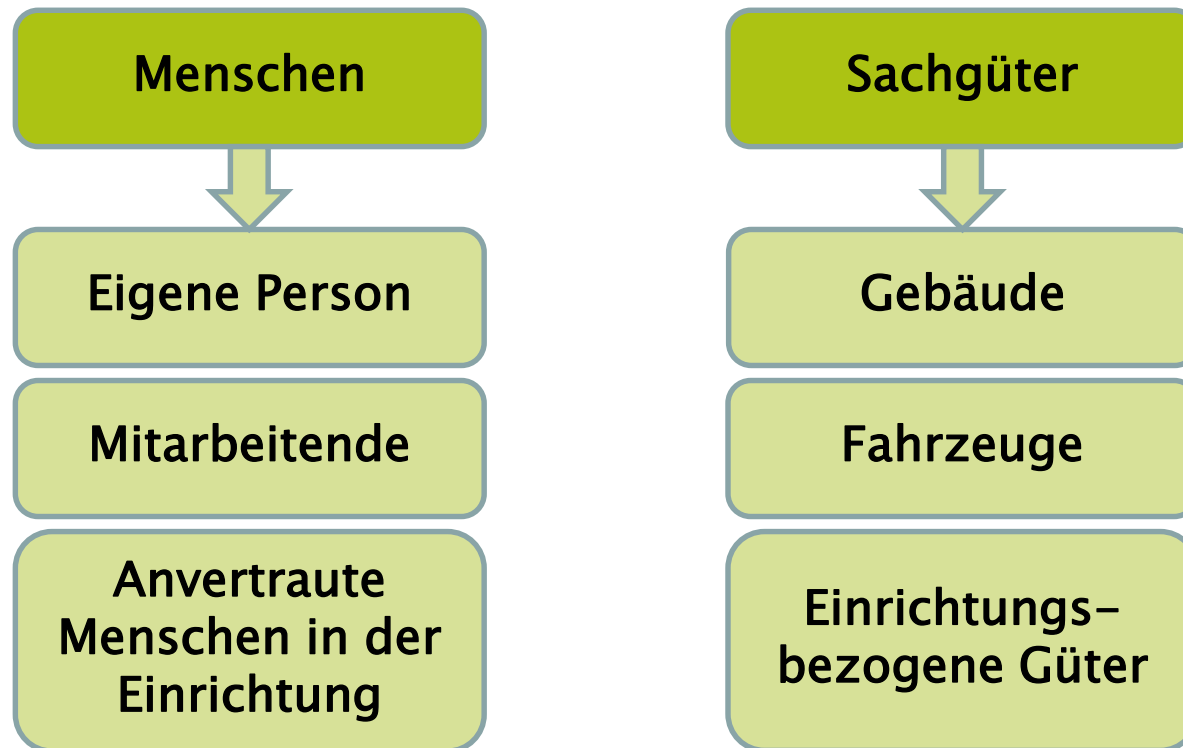 Menschen
Eigene Person
Mitarbeitende
Anvertraute
Menschen in der
Einrichtung
Sachgüter
Gebäude
Fahrzeuge
Einrichtungs–
bezogene Güter